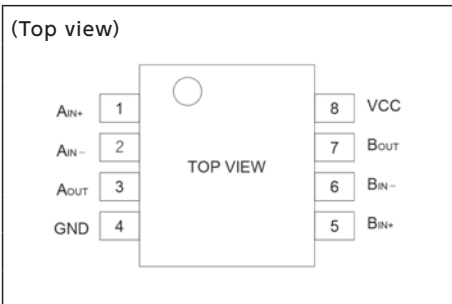 (Top view)
AIN+ 1 8 VCC
AIN− 2 7 BOUT
TOP VIEW
AOUT 3 6 BIN−
GND 4 5 BIN+